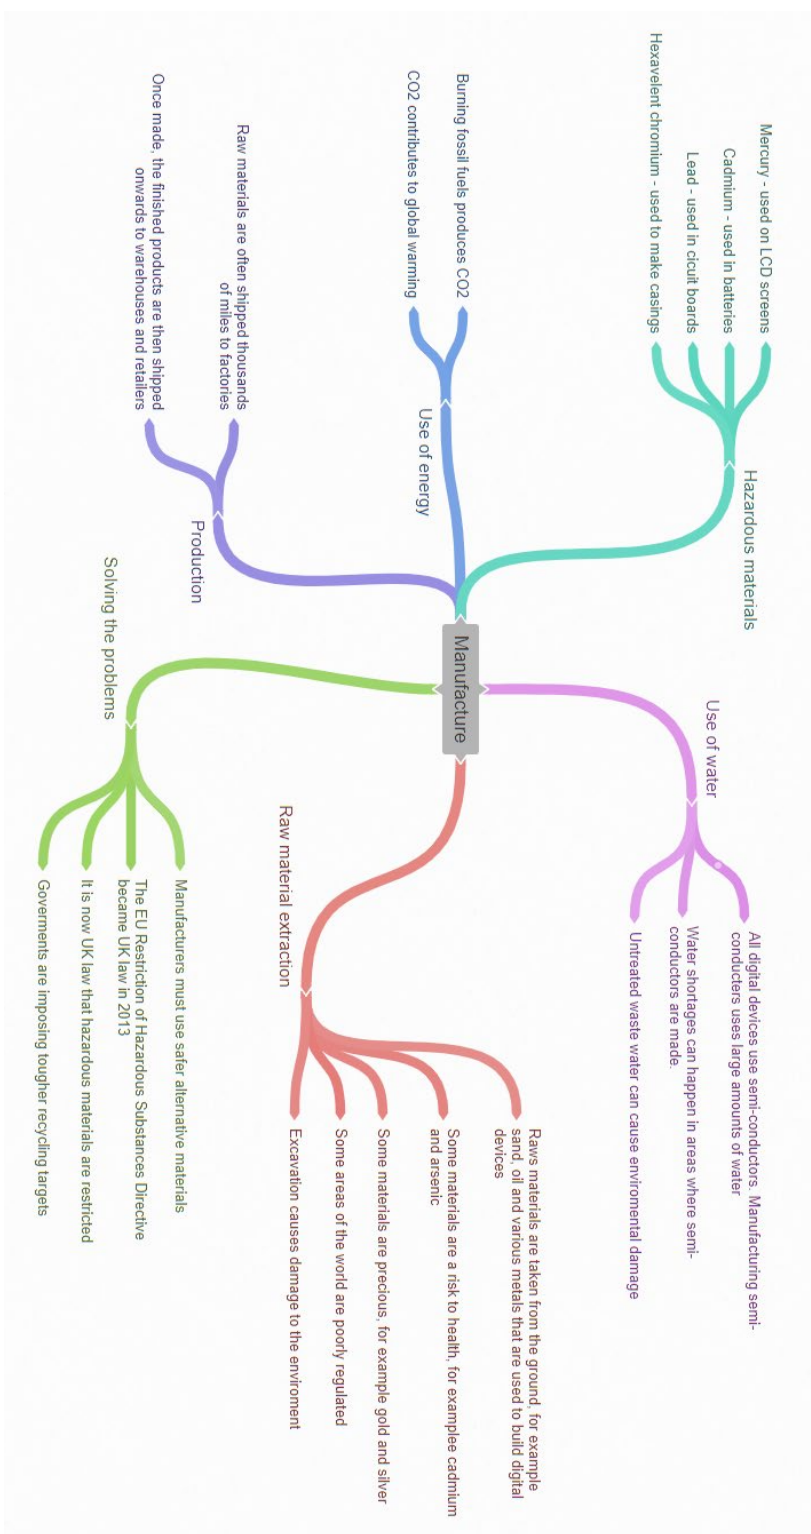 Manufacture
Hazardous materials
Mercury - used on LCD screens
Cadmium - used in batteries
Lead - used in cicuit boards
Hexavelent chromium - used to make casings
Use of energy
Burning fossil fuels produces CO2
CO2 contributes to global warming
Production
Raw materials are often shipped thousands
of miles to factories
Once made, the finished products are then shipped
onwards to warehouses and retailers
Use of water
All digital devices use semi-conductors. Manufacturing semi-
conducters uses large amounts of water
Water shortages can happen in areas where semi-
conductors are made.
Untreated waste water can cause enviromental damage
Raw material extraction
Raws materials are taken from the ground, for example
sand, oil and various metals that are used to build digital
devices
Some materials are a risk to health, for examplee cadmium
and arsenic
Some materials are precious, for example gold and silver
Some areas of the world are poorly regulated
Excavation causes damage to the enviroment
Solving the problems
Manufacturers must use safer alternative materials
The EU Restriction of Hazardous Substances Directive
became UK law in 2013
It is now UK law that hazardous materials are restricted
Goverments are imposing tougher recycling targets